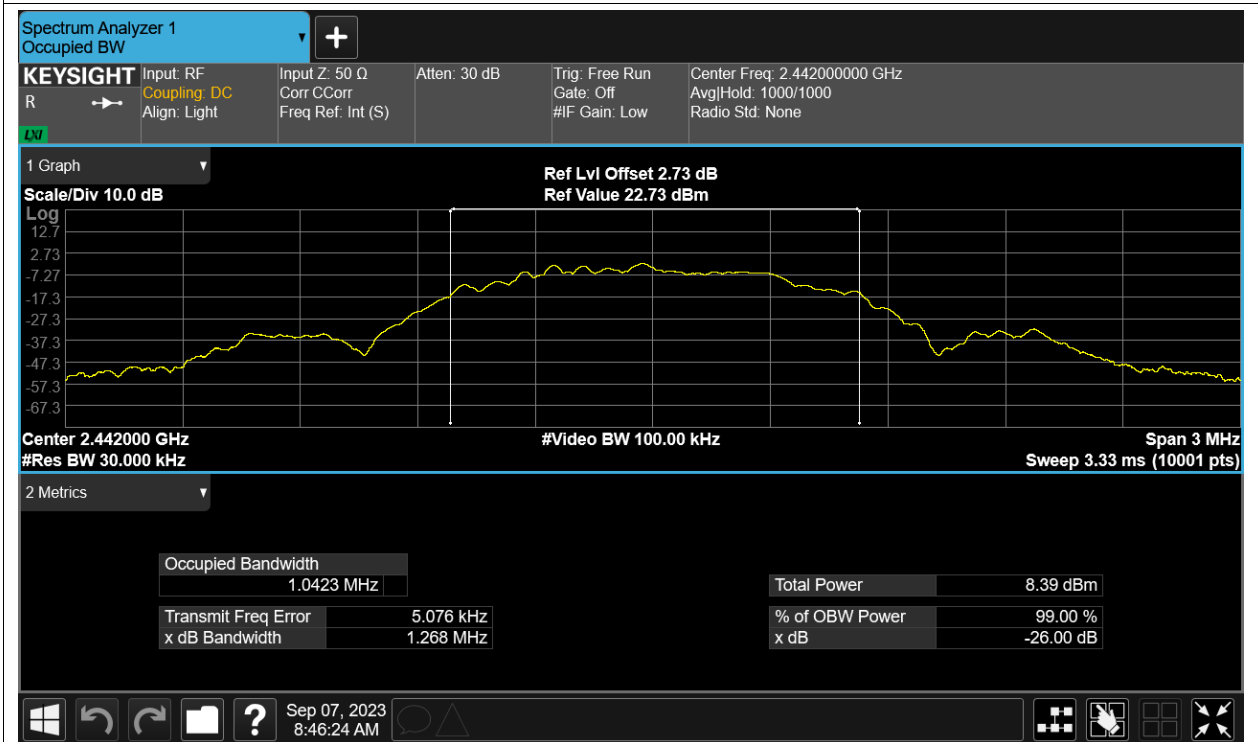 Spectrum Analyzer 1
Occupied BW
KEYSIGHT Input: RF Input Z: 50 Ω Atten: 30 dB Trig: Free Run Center Freq: 2.442000000 GHz
R Coupling: DC Corr CCorr Gate: Off Avg|Hold: 1000/1000
Align: Light Freq Ref: Int (S) #IF Gain: Low Radio Std: None
LXI
1 Graph
Ref Lvl Offset 2.73 dB
Scale/Div 10.0 dB Ref Value 22.73 dBm
Log
12.7
2.73
-7.27
-17.3
-27.3
-37.3
-47.3
-57.3
-67.3
Center 2.442000 GHz #Video BW 100.00 kHz Span 3 MHz
#Res BW 30.000 kHz Sweep 3.33 ms (10001 pts)
2 Metrics
Occupied Bandwidth
1.0423 MHz Total Power 8.39 dBm
Transmit Freq Error 5.076 kHz % of OBW Power 99.00 %
x dB Bandwidth 1.268 MHz x dB -26.00 dB
? Sep 07, 2023
8:46:24 AM